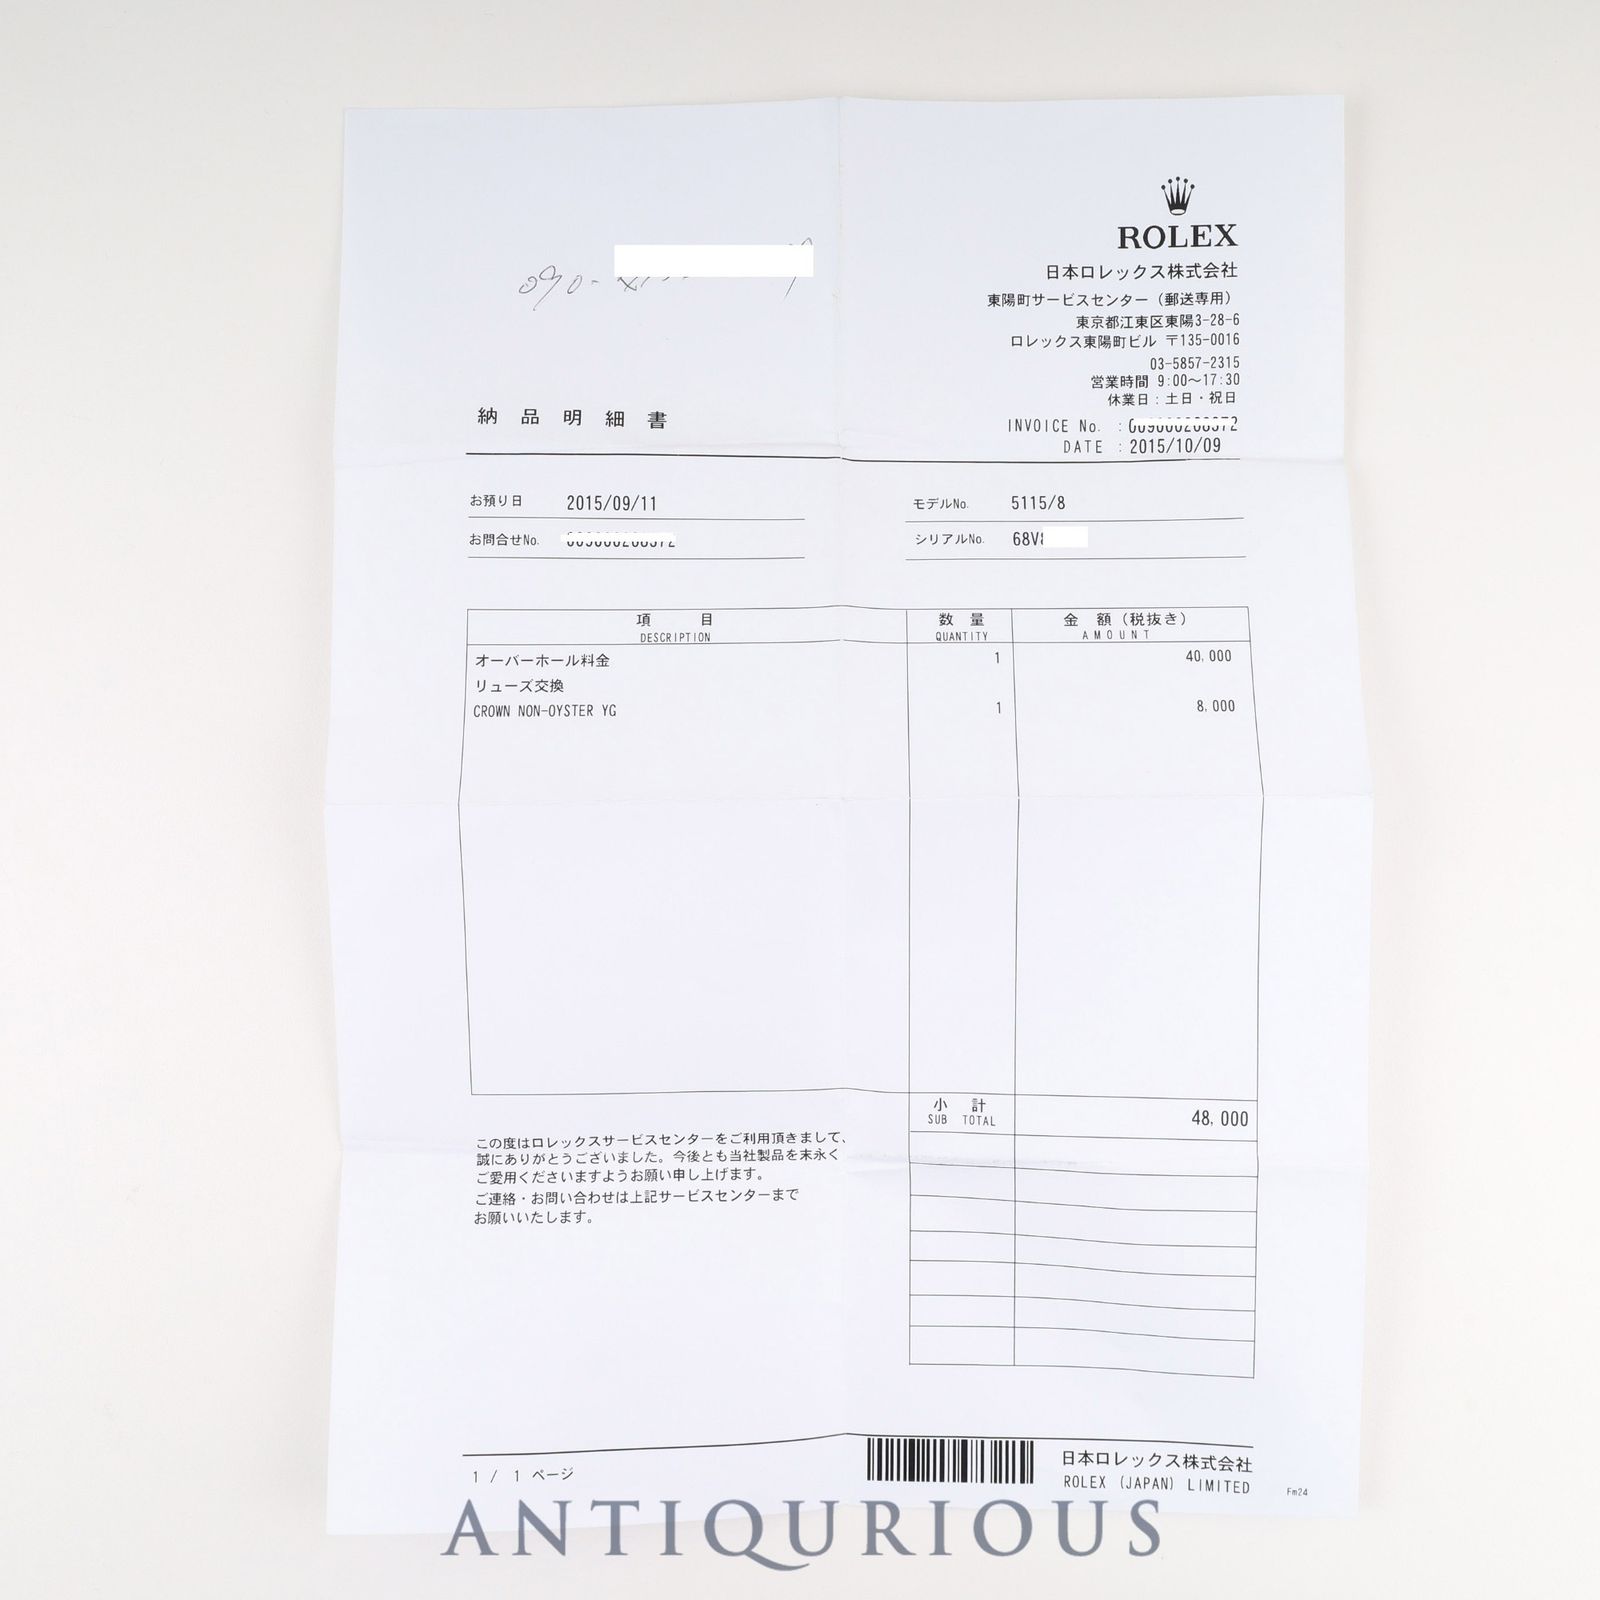 ROLEX
日本ロレックス株式会社
東陽町サービスセンター（郵送専用）
東京都江東区東陽3-28-6
ロレックス東陽町ビル 〒135-0016
03-5857-2315
営業時間 9:00～17:30
休業日：土日・祝日
090-
納品明細書
INVOICE No. :
DATE : 2015/10/09
お預り日 2015/09/11
モデルNo. 5115/8
お問合せNo.
シリアルNo. 68V
項目 数量 金額（税抜き）
DESCRIPTION QUANTITY AMOUNT
オーバーホール料金 1 40,000
リューズ交換
CROWN NON-OYSTER YG 1 8,000
小計
SUB TOTAL 48,000
この度はロレックスサービスセンターをご利用頂きまして、
誠にありがとうございました。今後とも当社製品を末永く
ご愛用くださいますようお願い申し上げます。
ご連絡・お問い合わせは上記サービスセンターまで
お願いいたします。
1 / 1 ページ
日本ロレックス株式会社
ROLEX (JAPAN) LIMITED
Fm24
ANTIQURIOUS